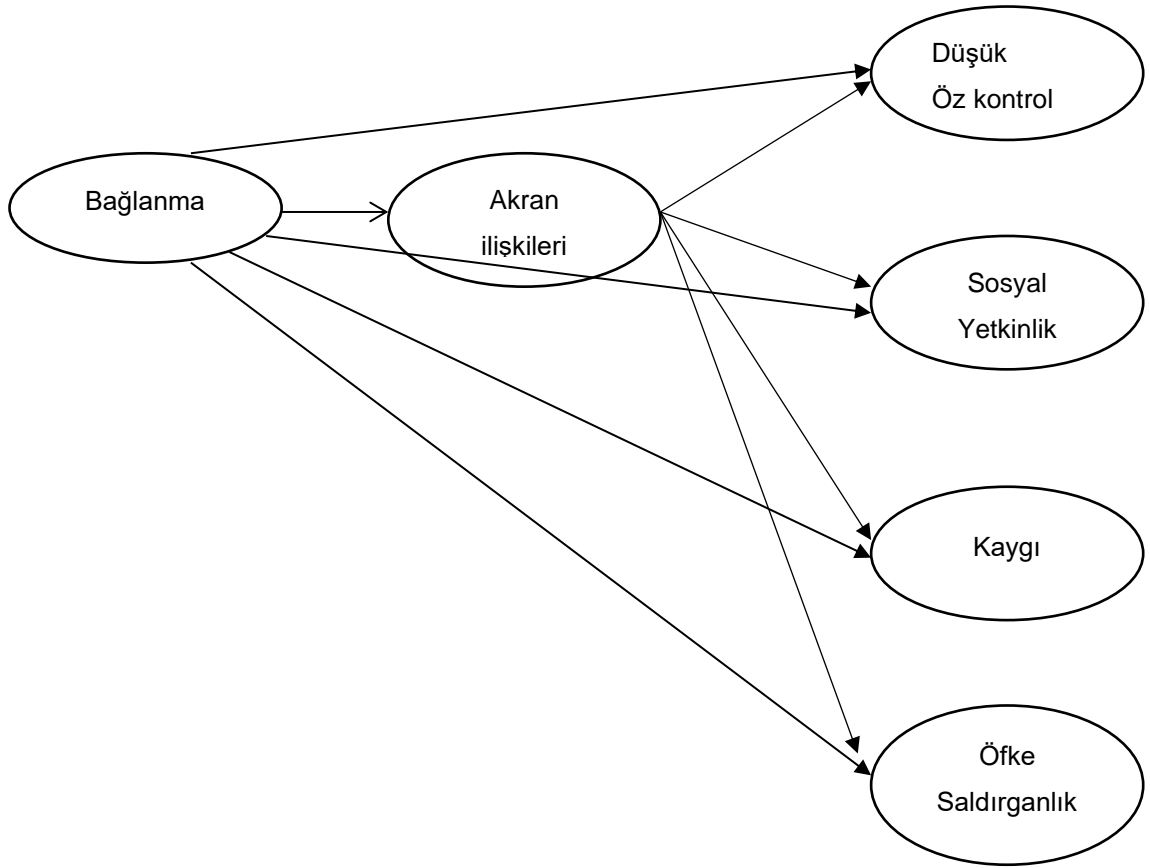 Düşük
Öz kontrol
Bağlanma
Akran
ilişkileri
Sosyal
Yetkinlik
Kaygı
Öfke
Saldırganlık